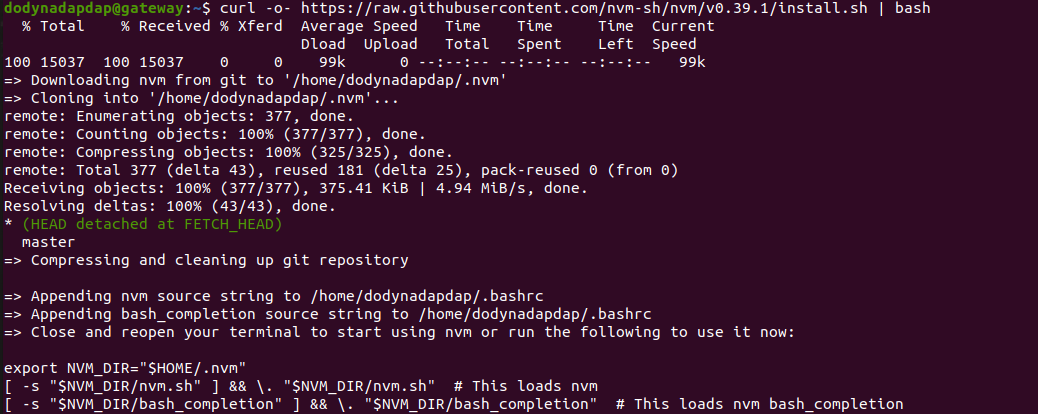 dodynadapdap@gateway:~$ curl -o- https://raw.githubusercontent.com/nvm-sh/nvm/v0.39.1/install.sh | bash
  % Total    % Received % Xferd  Average Speed   Time    Time     Time  Current
                                 Dload  Upload   Total   Spent    Left  Speed
100 15037  100 15037    0     0    99k      0 --:--:-- --:--:-- --:--:--   99k
=> Downloading nvm from git to '/home/dodynadapdap/.nvm'
=> Cloning into '/home/dodynadapdap/.nvm'...
remote: Enumerating objects: 377, done.
remote: Counting objects: 100% (377/377), done.
remote: Compressing objects: 100% (325/325), done.
remote: Total 377 (delta 43), reused 181 (delta 25), pack-reused 0 (from 0)
Receiving objects: 100% (377/377), 375.41 KiB | 4.94 MiB/s, done.
Resolving deltas: 100% (43/43), done.
* (HEAD detached at FETCH_HEAD)
  master
=> Compressing and cleaning up git repository

=> Appending nvm source string to /home/dodynadapdap/.bashrc
=> Appending bash_completion source string to /home/dodynadapdap/.bashrc
=> Close and reopen your terminal to start using nvm or run the following to use it now:

export NVM_DIR="$HOME/.nvm"
[ -s "$NVM_DIR/nvm.sh" ] && \. "$NVM_DIR/nvm.sh"  # This loads nvm
[ -s "$NVM_DIR/bash_completion" ] && \. "$NVM_DIR/bash_completion"  # This loads nvm bash_completion